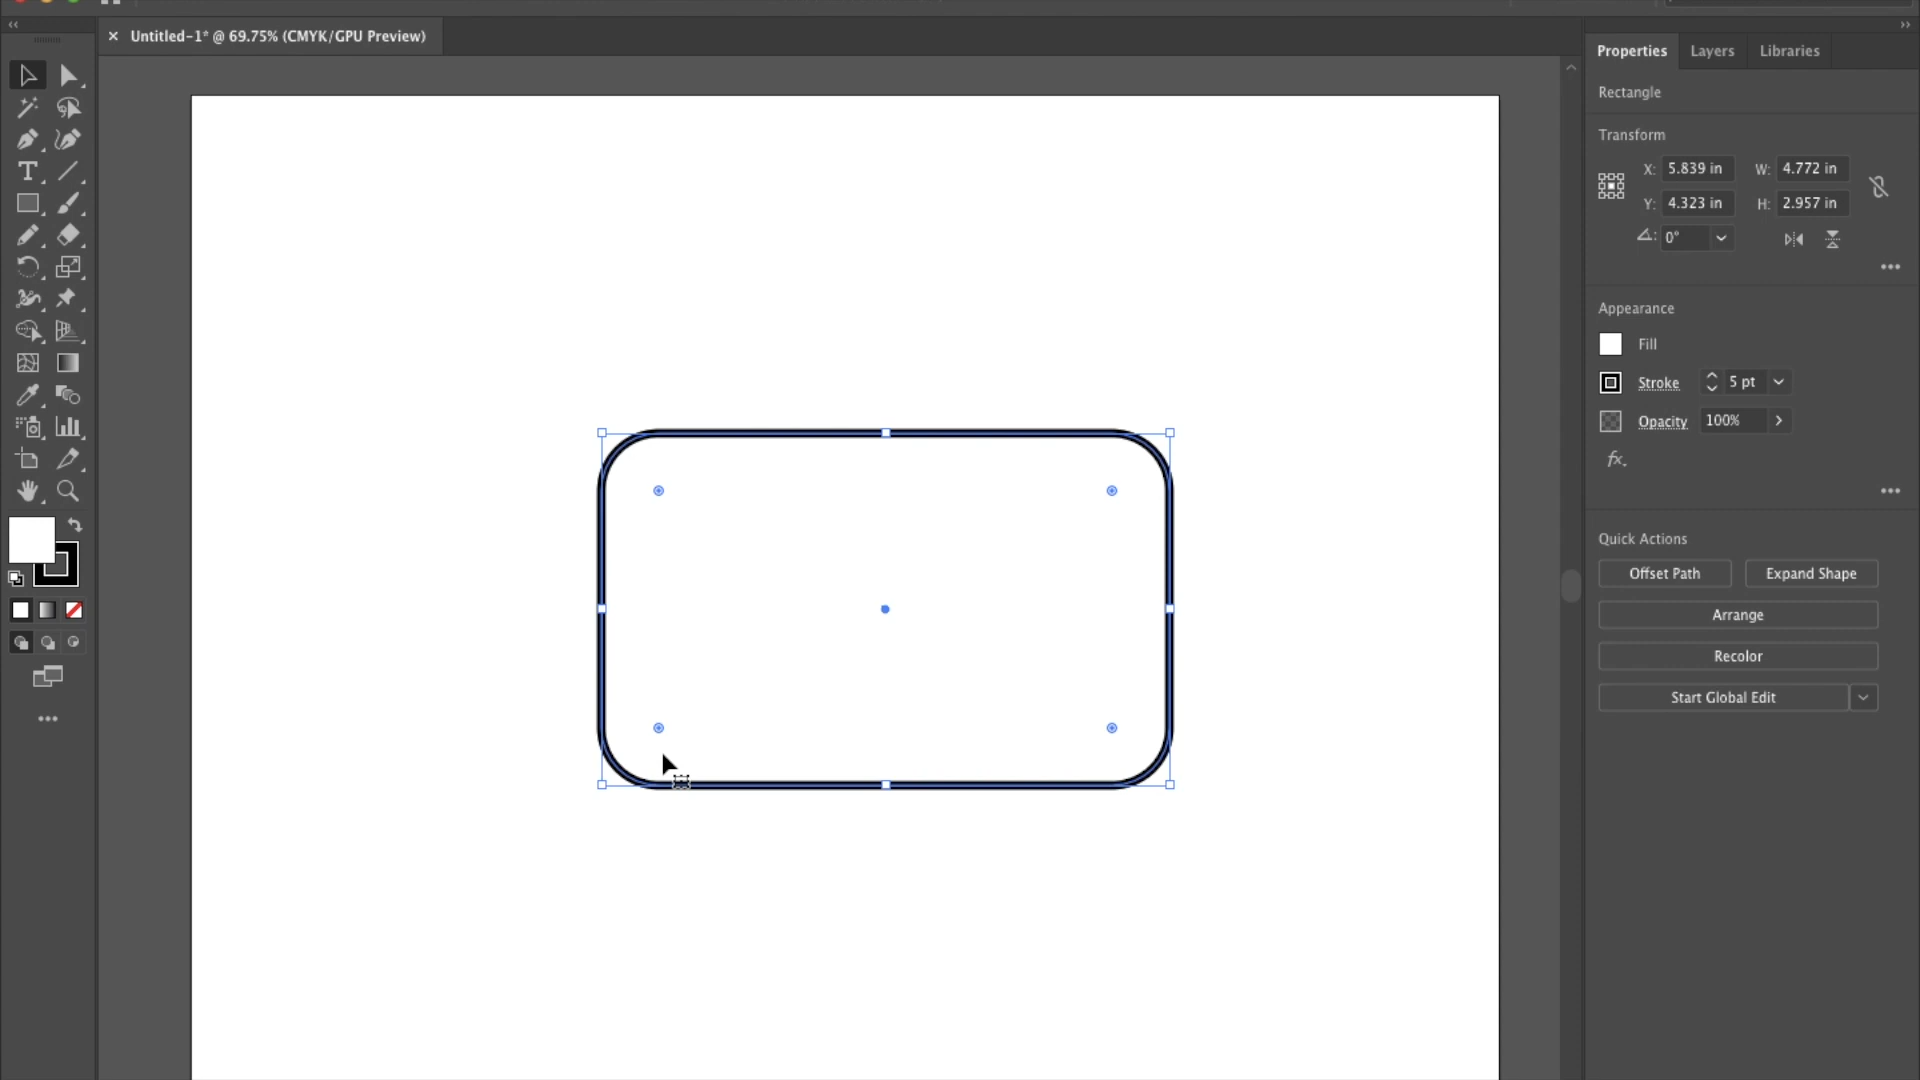 Untitled-1* @ 69.75% (CMYK/GPU Preview)
Properties
Layers
Libraries
Rectangle
Transform
X: 5.839 in
W: 4.772 in
Y: 4.323 in
H: 2.957 in
0°
Appearance
Fill
Stroke
5 pt
Opacity
100%
fx
Quick Actions
Offset Path
Expand Shape
Arrange
Recolor
Start Global Edit